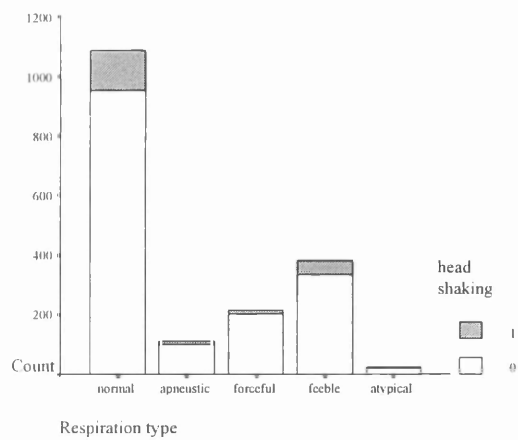 1200
1000
800
600
400
200
Count
normal apneustic forceful feeble atypical
Respiration type
head
shaking
1
0